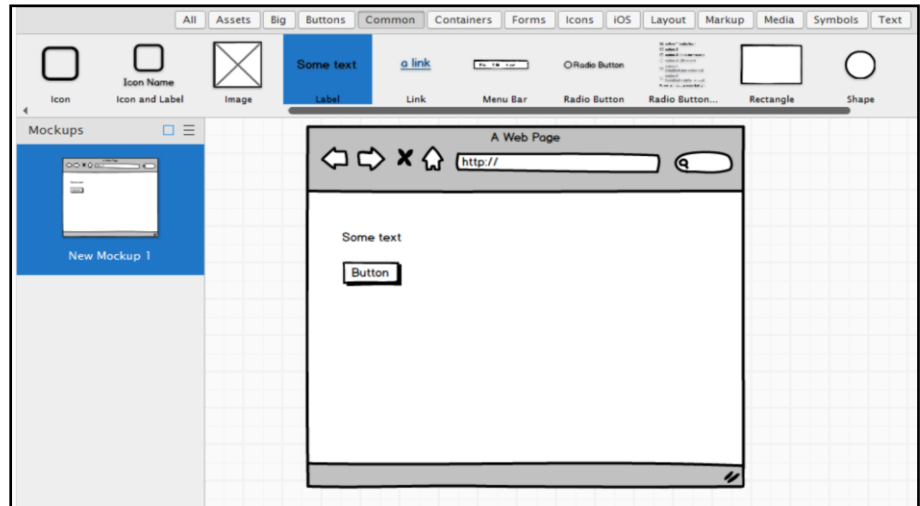 All Assets Big Buttons Common Containers Forms Icons iOS Layout Markup Media Symbols Text
Icon Name
Some text
a link
Radio Button
Icon Icon and Label Image Label Link Menu Bar Radio Button Radio Button... Rectangle Shape
Mockups
New Mockup 1
A Web Page
http://
Some text
Button